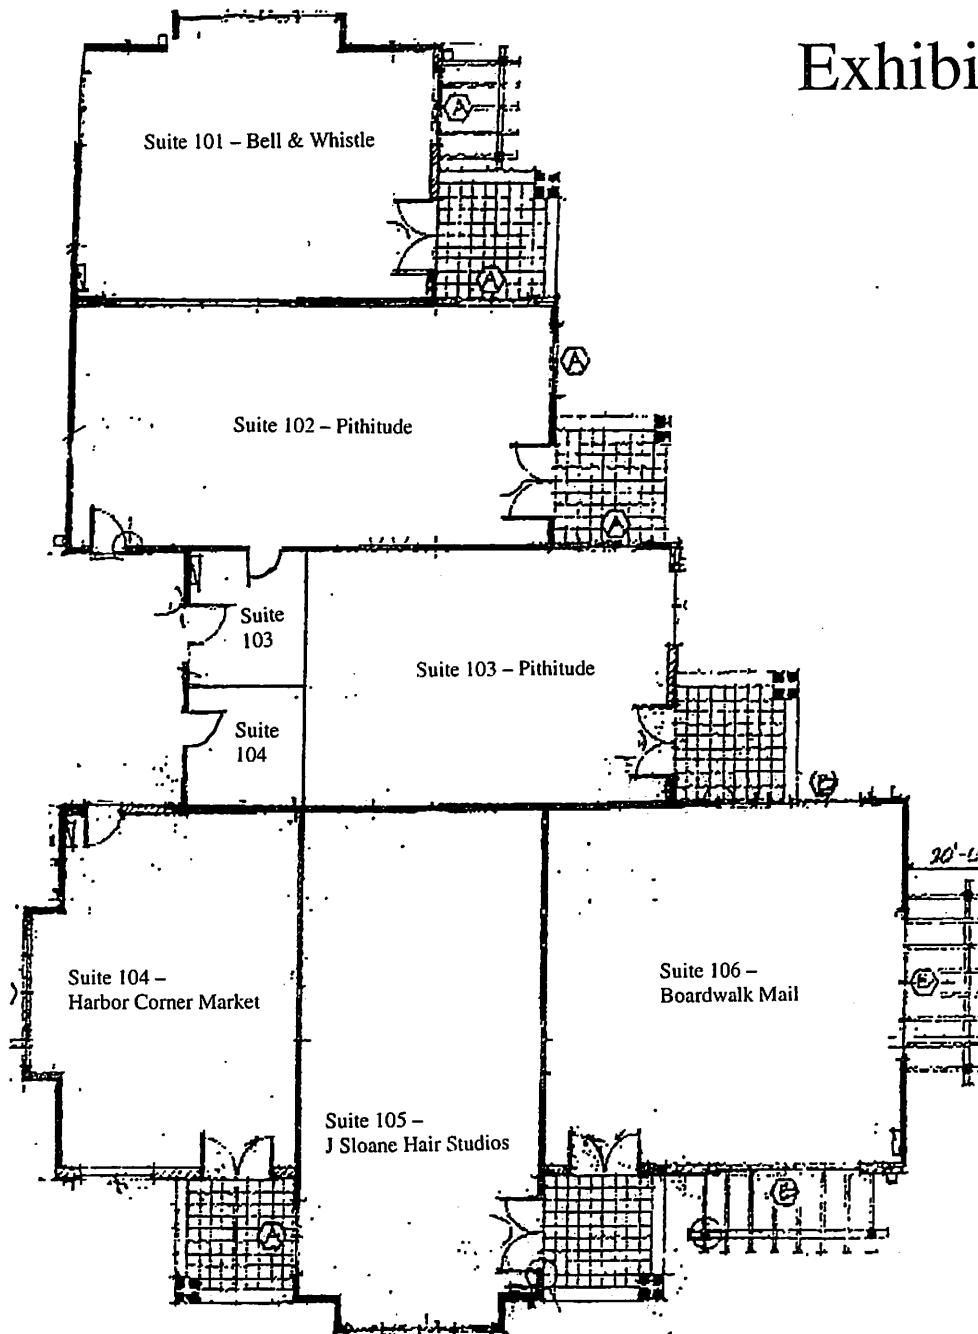 Exhibi
A
Suite 101 – Bell & Whistle
A
A
Suite 102 – Pithitude
A
Suite
103
Suite 103 – Pithitude
Suite
104
E
20'-
Suite 104 –
Harbor Corner Market
Suite 106 –
Boardwalk Mail
E
Suite 105 –
J Sloane Hair Studios
E
A